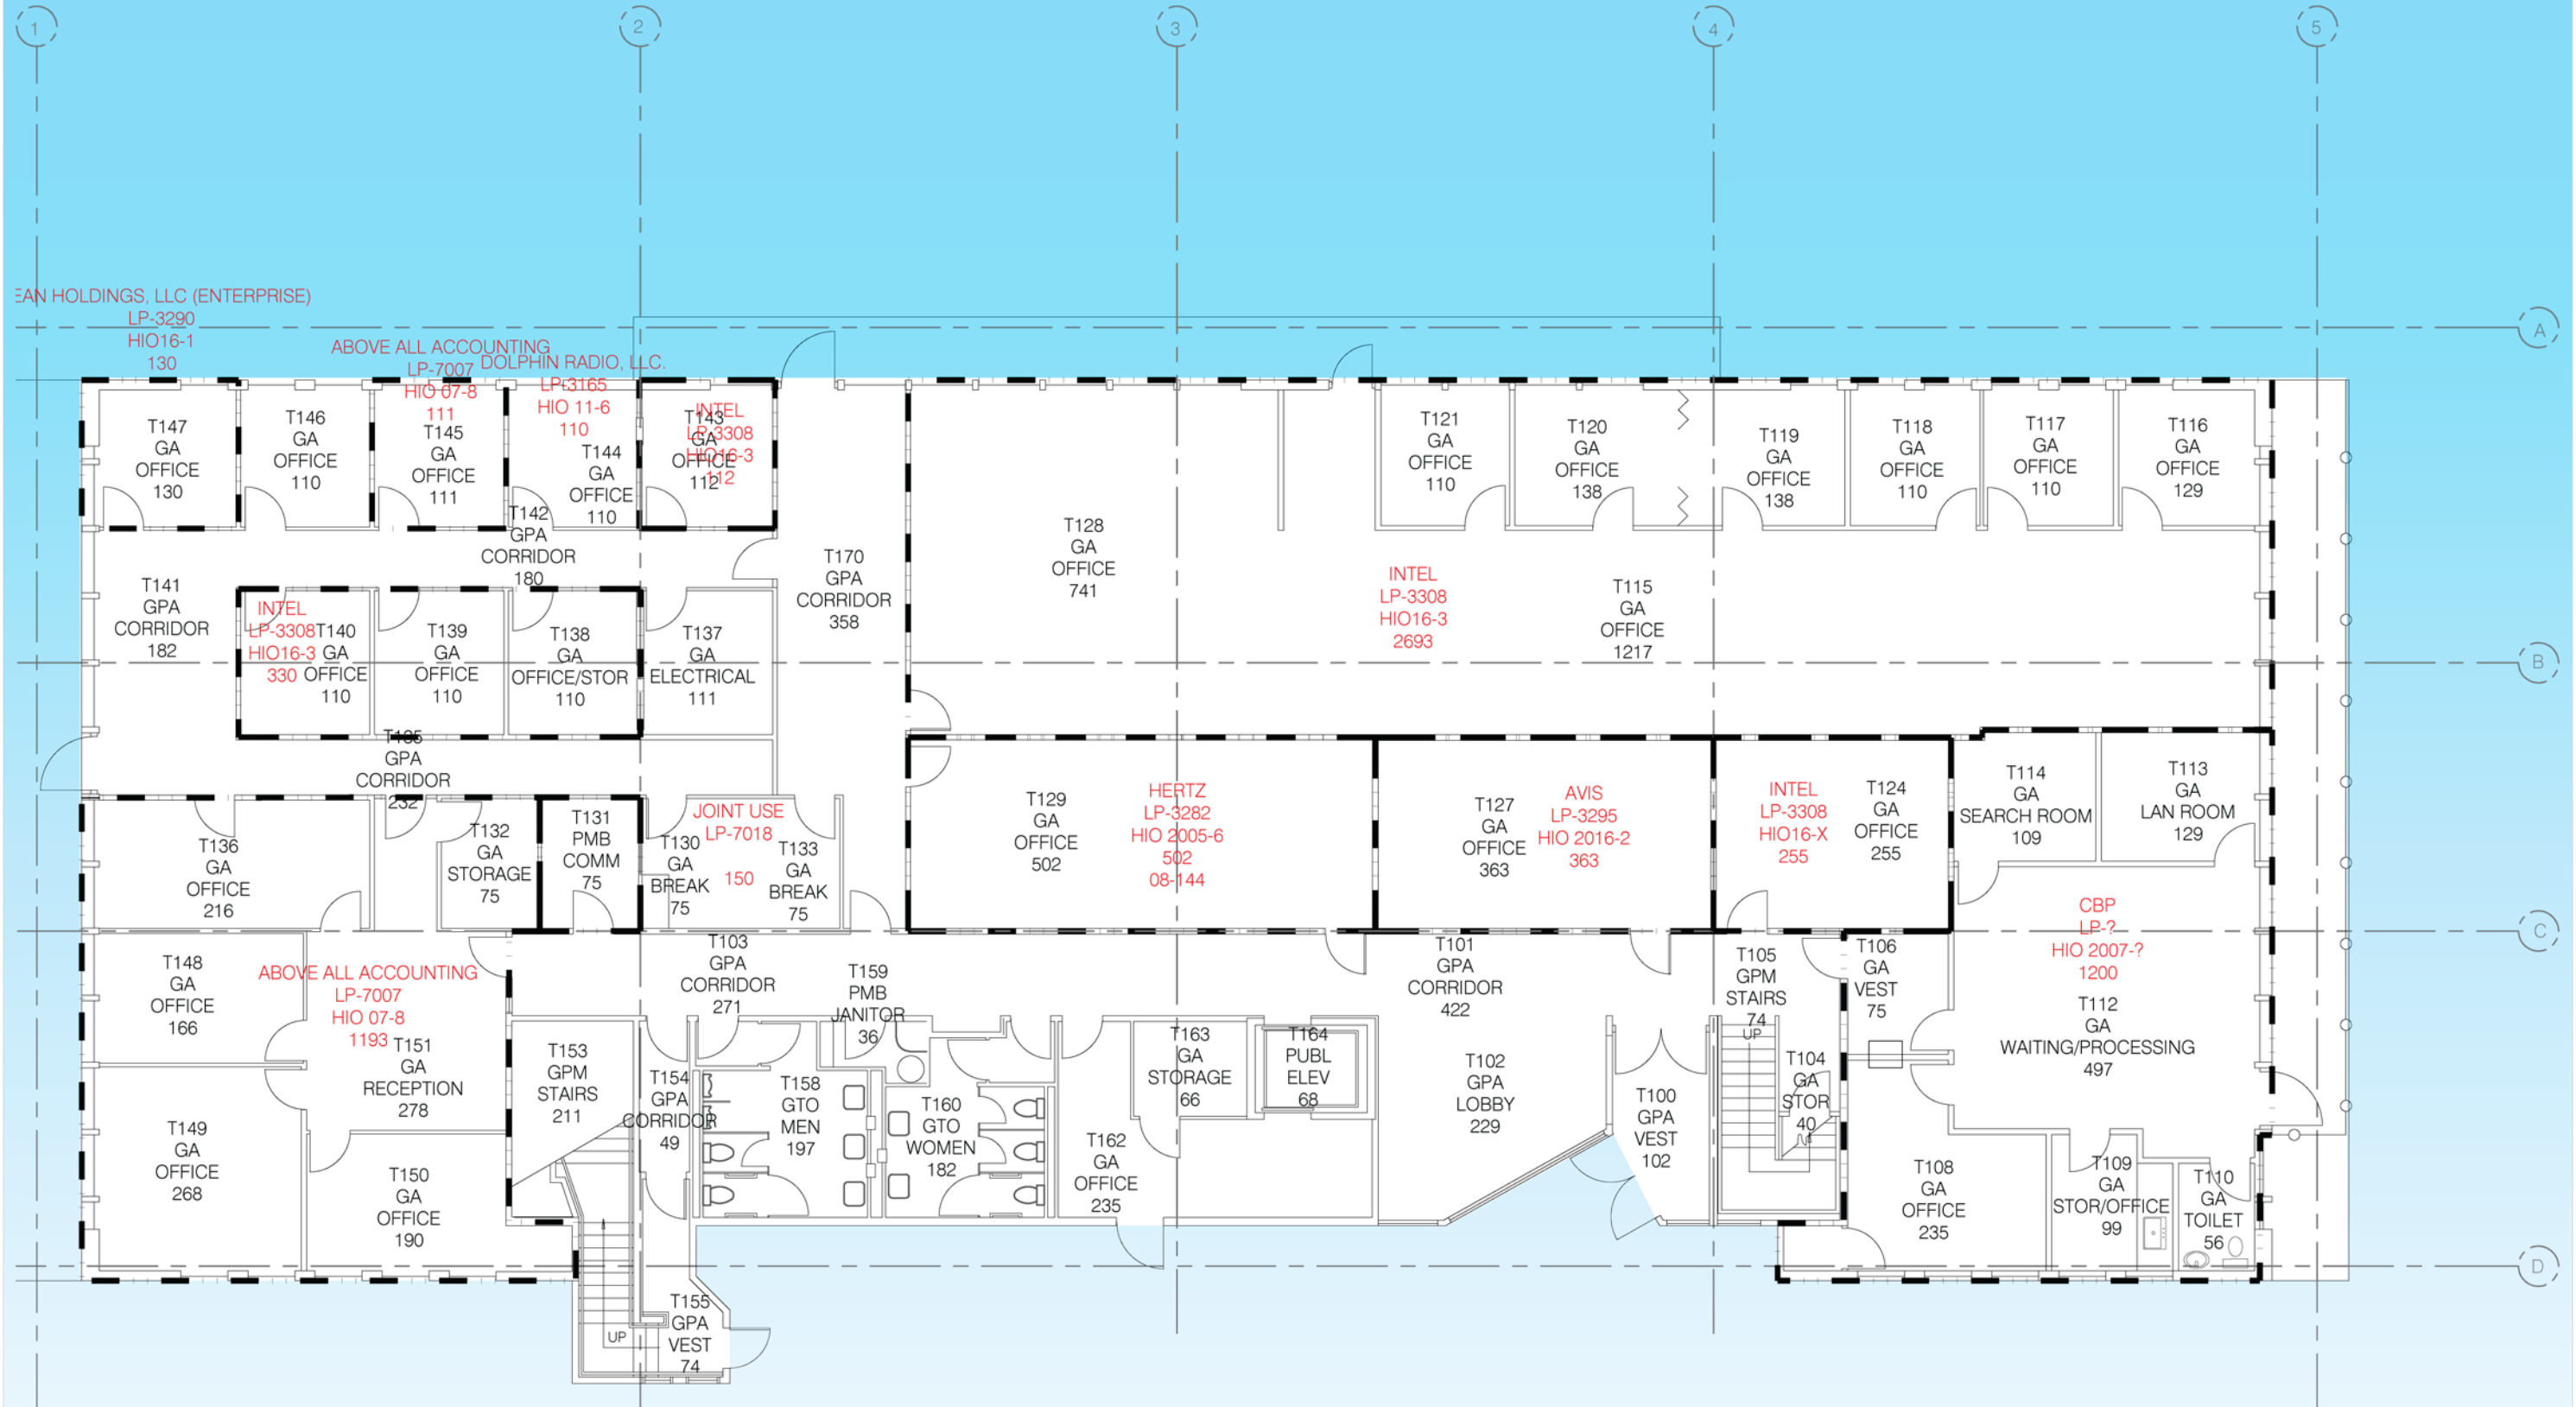 1
2
3
4
5
EAN HOLDINGS, LLC (ENTERPRISE)
LP-3290
HIO16-1
130
A
ABOVE ALL ACCOUNTING
LP-7007
HIO 07-8
111
DOLPHIN RADIO, LLC.
LP-3165
HIO 11-6
110
INTEL
LP-3308
HIO16-3
112
T147
GA
OFFICE
130
T146
GA
OFFICE
110
T145
GA
OFFICE
111
T144
GA
OFFICE
110
T143
GA
OFFICE
112
T121
GA
OFFICE
110
T120
GA
OFFICE
138
T119
GA
OFFICE
138
T118
GA
OFFICE
110
T117
GA
OFFICE
110
T116
GA
OFFICE
129
T142
GPA
CORRIDOR
180
T128
GA
OFFICE
741
T170
GPA
CORRIDOR
358
INTEL
LP-3308
HIO16-3
2693
T115
GA
OFFICE
1217
T141
GPA
CORRIDOR
182
INTEL
LP-3308
HIO16-3
330
T140
GA
OFFICE
110
T139
GA
OFFICE
110
T138
GA
OFFICE/STOR
110
T137
GA
ELECTRICAL
111
B
T135
GPA
CORRIDOR
232
T136
GA
OFFICE
216
T132
GA
STORAGE
75
T131
PMB
COMM
75
JOINT USE
LP-7018
150
T130
GA
BREAK
75
T133
GA
BREAK
75
T129
GA
OFFICE
502
HERTZ
LP-3282
HIO 2005-6
502
08-144
T127
GA
OFFICE
363
AVIS
LP-3295
HIO 2016-2
363
INTEL
LP-3308
HIO16-X
255
T124
GA
OFFICE
255
T114
GA
SEARCH ROOM
109
T113
GA
LAN ROOM
129
CBP
LP-?
HIO 2007-?
1200
C
T148
GA
OFFICE
166
ABOVE ALL ACCOUNTING
LP-7007
HIO 07-8
1193
T151
GA
RECEPTION
278
T103
GPA
CORRIDOR
271
T159
PMB
JANITOR
36
T101
GPA
CORRIDOR
422
T105
GPM
STAIRS
74
UP
T106
GA
VEST
75
T112
GA
WAITING/PROCESSING
497
T149
GA
OFFICE
268
T150
GA
OFFICE
190
T153
GPM
STAIRS
211
T154
GPA
CORRIDOR
49
T158
GTO
MEN
197
T160
GTO
WOMEN
182
T163
GA
STORAGE
66
T164
PUBL
ELEV
68
T162
GA
OFFICE
235
T102
GPA
LOBBY
229
T100
GPA
VEST
102
T104
GA
STOR
40
T108
GA
OFFICE
235
T109
GA
STOR/OFFICE
99
T110
GA
TOILET
56
D
T155
GPA
VEST
74
UP